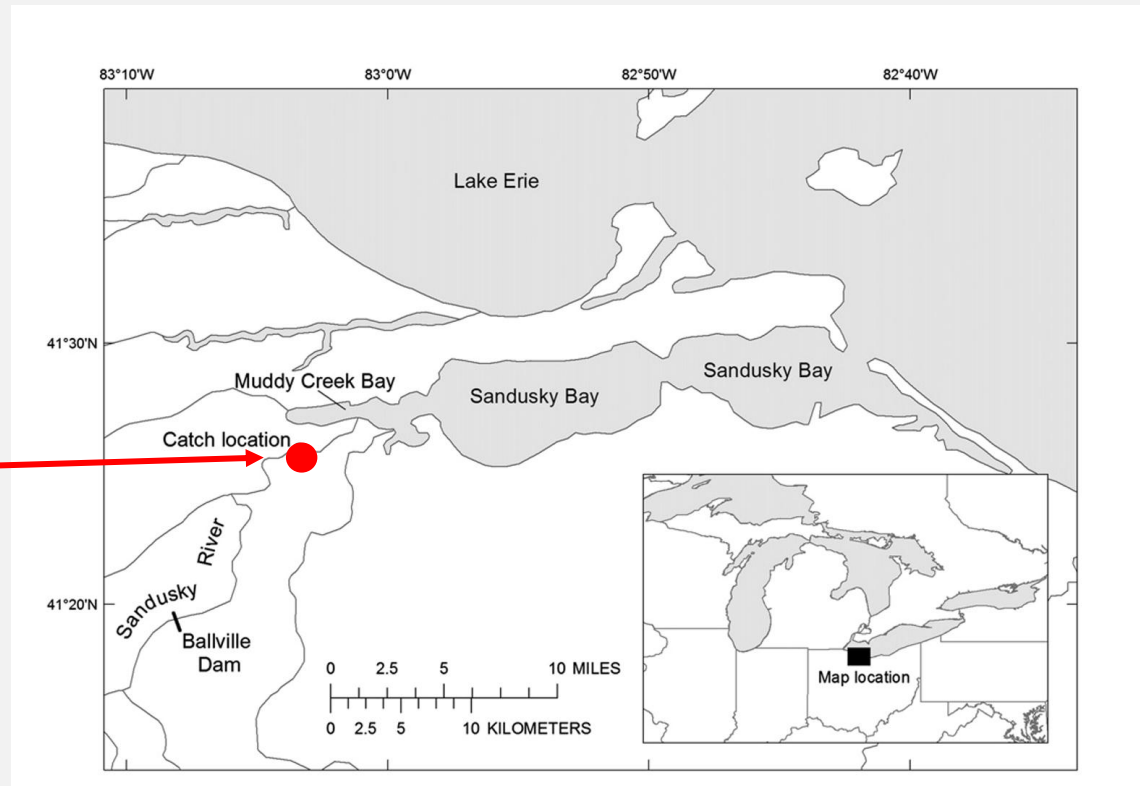 83°10'W
83°0'W
82°50'W
82°40'W
Lake Erie
41°30'N
Muddy Creek Bay
Sandusky Bay
Sandusky Bay
Catch location
River
Sandusky
41°20'N
Ballville
Dam
0 2.5 5 10 MILES
0 2.5 5 10 KILOMETERS
Map location